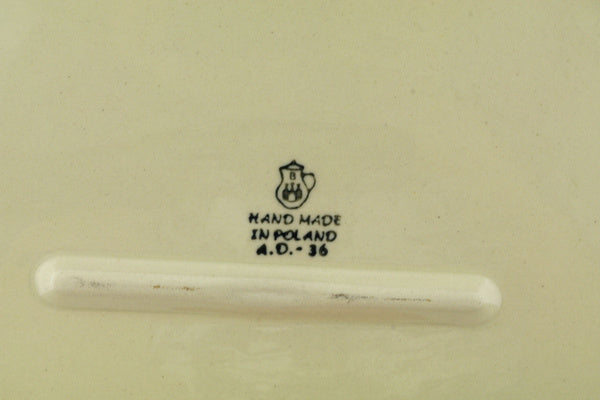 B
HAND MADE
IN POLAND
A.D.- 36